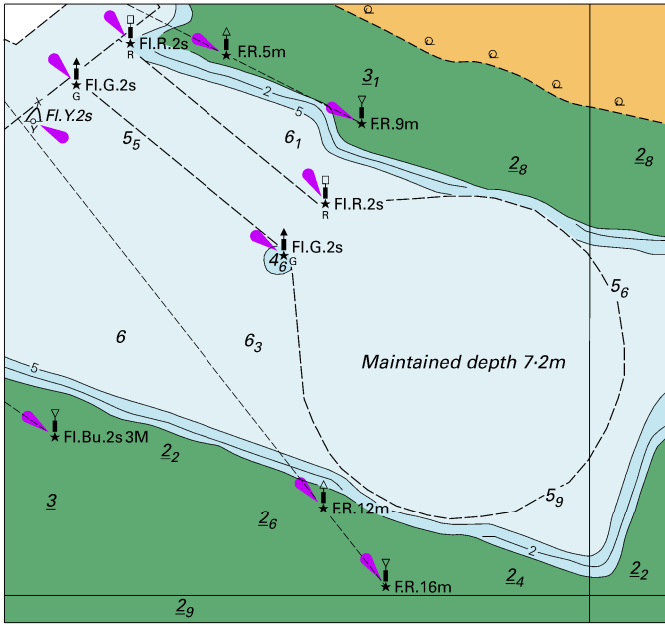 Fl.R.2s
R
F.R.5m
Fl.G.2s
G
3₁
2
5
Fl.Y.2s
Y
F.R.9m
5₅
6₁
2₈
2₈
Fl.R.2s
R
Fl.G.2s
G
4₆
5₆
6
6₃
Maintained depth 7·2m
5
Fl.Bu.2s3M
2₂
3
5₉
F.R.12m
2₆
2
2₂
2₄
F.R.16m
2₉